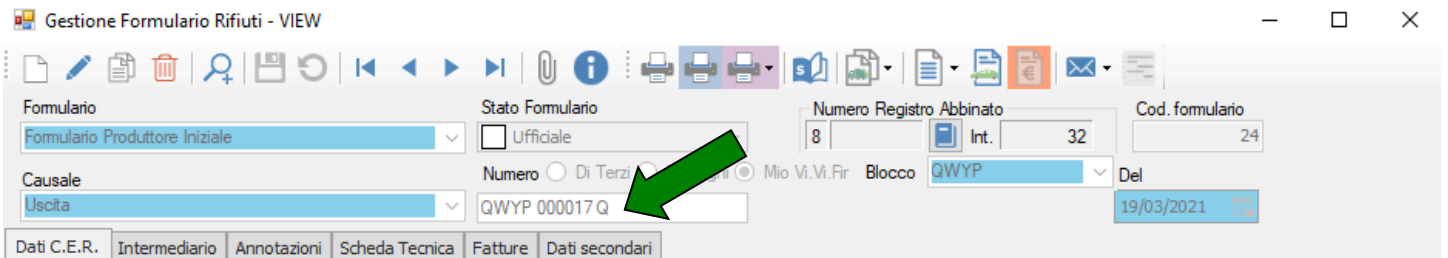 Gestione Formulario Rifiuti - VIEW
Formulario
Stato Formulario
Numero Registro Abbinato
Cod. formulario
Formulario Produttore Iniziale
Ufficiale
8
Int.
32
24
Causale
Numero
Di Terzi
Mio Vi.Vi.Fir
Blocco
QWYP
Del
Uscita
QWYP 000017 Q
19/03/2021
Dati C.E.R.
Intermediario
Annotazioni
Scheda Tecnica
Fatture
Dati secondari